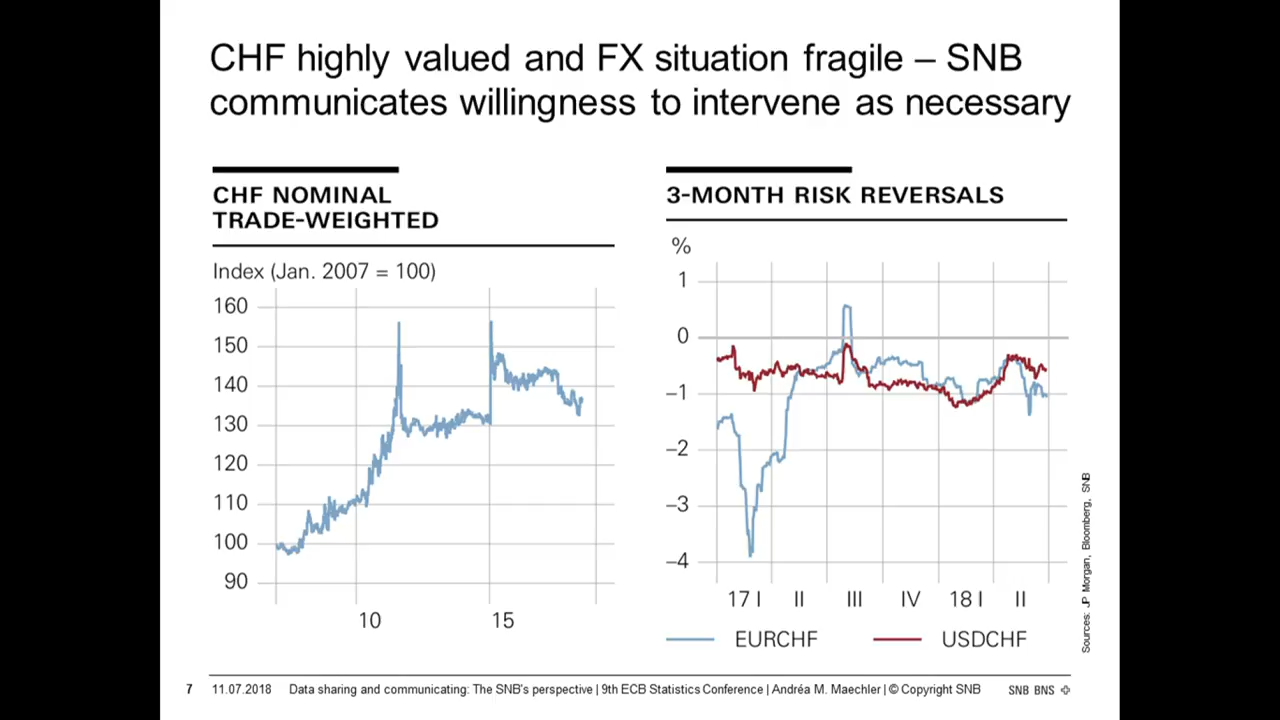 CHF highly valued and FX situation fragile – SNB
communicates willingness to intervene as necessary
CHF NOMINAL
TRADE-WEIGHTED
Index (Jan. 2007 = 100)
160
150
140
130
120
110
100
90
10 15
3-MONTH RISK REVERSALS
%
1
0
–1
–2
–3
–4
17 I II III IV 18 I II
EURCHF USDCHF
Sources: JP Morgan, Bloomberg, SNB
7 11.07.2018 Data sharing and communicating: The SNB's perspective | 9th ECB Statistics Conference | Andréa M. Maechler | © Copyright SNB SNB BNS